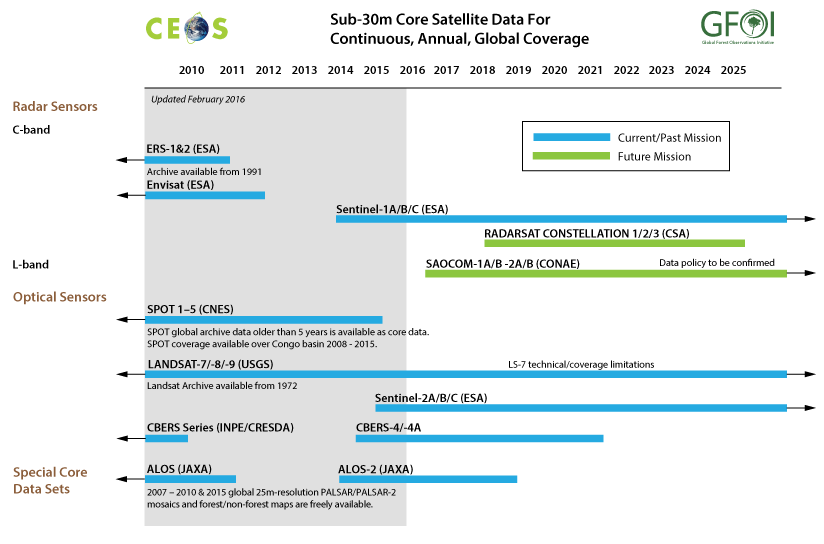 CEOS
Sub-30m Core Satellite Data For
Continuous, Annual, Global Coverage
GFOI
Global Forest Observations Initiative
2010 2011 2012 2013 2014 2015 2016 2017 2018 2019 2020 2021 2022 2023 2024 2025
Updated February 2016
Radar Sensors
C-band
Current/Past Mission
Future Mission
ERS-1&2 (ESA)
Archive available from 1991
Envisat (ESA)
Sentinel-1A/B/C (ESA)
RADARSAT CONSTELLATION 1/2/3 (CSA)
L-band
SAOCOM-1A/B -2A/B (CONAE)
Data policy to be confirmed
Optical Sensors
SPOT 1–5 (CNES)
SPOT global archive data older than 5 years is available as core data.
SPOT coverage available over Congo basin 2008 - 2015.
LANDSAT-7/-8/-9 (USGS)
LS-7 technical/coverage limitations
Landsat Archive available from 1972
Sentinel-2A/B/C (ESA)
CBERS Series (INPE/CRESDA)
CBERS-4/-4A
Special Core
Data Sets
ALOS (JAXA)
ALOS-2 (JAXA)
2007 – 2010 & 2015 global 25m-resolution PALSAR/PALSAR-2
mosaics and forest/non-forest maps are freely available.